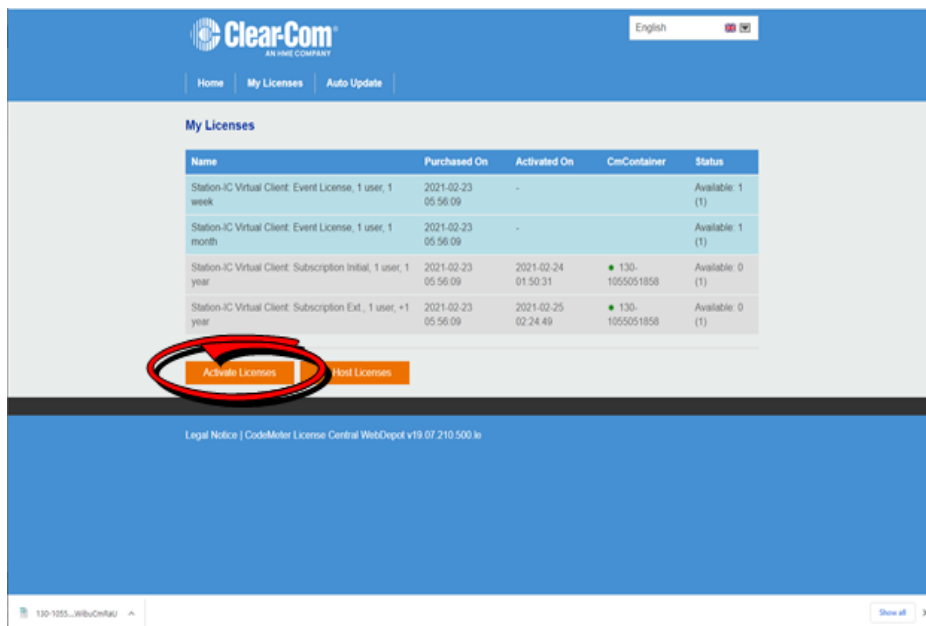 Clear-Com
AN HME COMPANY
English
Home
My Licenses
Auto Update
My Licenses
Name Purchased On Activated On CmContainer Status
Station-IC Virtual Client: Event License, 1 user, 1 2021-02-23 - Available: 1
week 05:56:09 (1)
Station-IC Virtual Client: Event License, 1 user, 1 2021-02-23 - Available: 1
month 05:56:09 (1)
Station-IC Virtual Client: Subscription Initial, 1 user, 1 2021-02-23 2021-02-24 130- Available: 0
year 05:56:09 01:50:31 1055051858 (1)
Station-IC Virtual Client: Subscription Ext., 1 user, +1 2021-02-23 2021-02-25 130- Available: 0
year 05:56:09 02:24:49 1055051858 (1)
Activate Licenses
Host Licenses
Legal Notice | CodeMeter License Central WebDepot v19.07.210.500.le
130-1055...WibuCmRaU
Show all